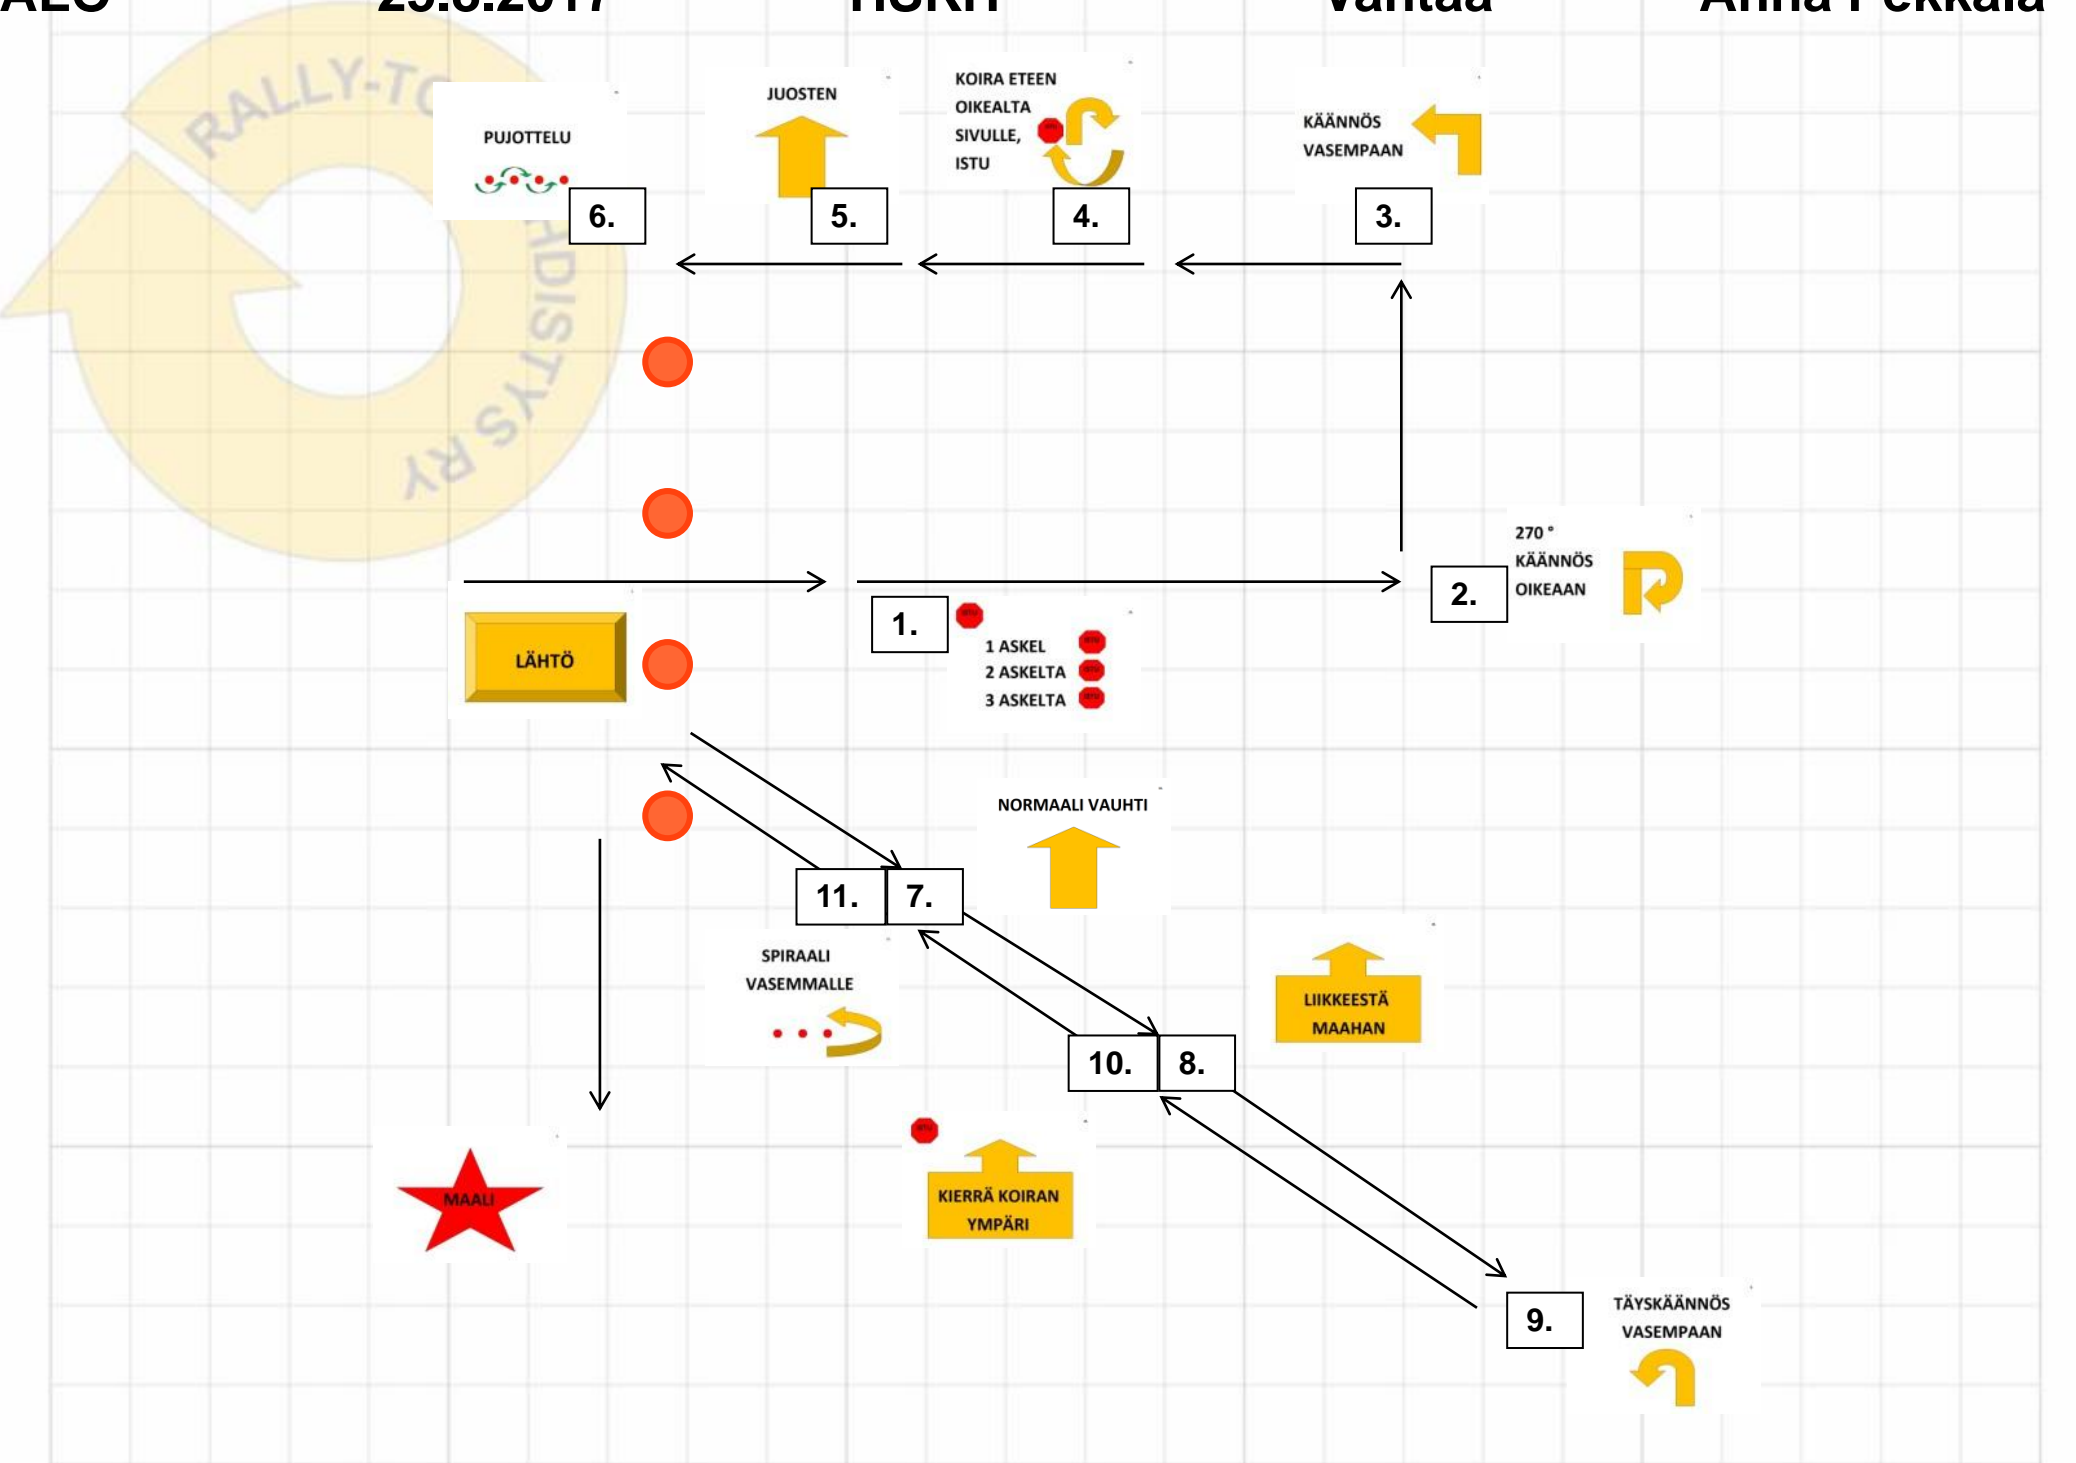 RALLY-TO
HDISTYS RY
PUJOTTELU
6.
JUOSTEN
5.
KOIRA ETEEN
OIKEALTA
SIVULLE,
ISTU
4.
KÄÄNNÖS
VASEMPAAN
3.
270 °
KÄÄNNÖS
OIKEAAN
2.
LÄHTÖ
1.
1 ASKEL
2 ASKELTA
3 ASKELTA
NORMAALI VAUHTI
11.
7.
SPIRAALI
VASEMMALLE
LIIKKEESTÄ
MAAHAN
10.
8.
MAALI
KIERRÄ KOIRAN
YMPÄRI
9.
TÄYSKÄÄNNÖS
VASEMPAAN